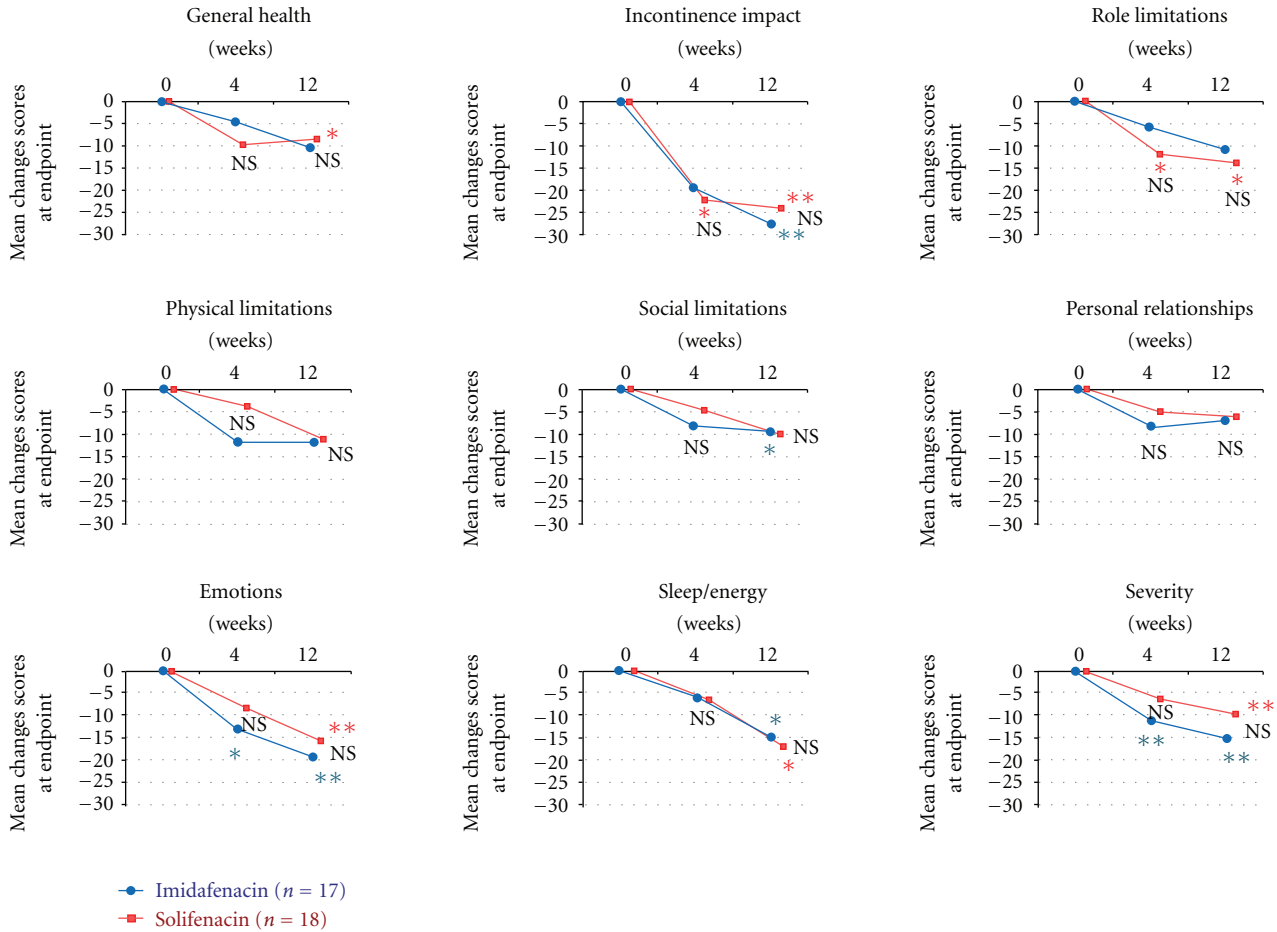 General health
(weeks)
0 4 12
Mean changes scores
at endpoint
0
−5
−10
−15
−20
−25
−30
*
NS
NS
Incontinence impact
(weeks)
0 4 12
Mean changes scores
at endpoint
0
−5
−10
−15
−20
−25
−30
**
*
NS
NS
**
Role limitations
(weeks)
0 4 12
Mean changes scores
at endpoint
0
−5
−10
−15
−20
−25
−30
*
NS
*
NS
Physical limitations
(weeks)
0 4 12
Mean changes scores
at endpoint
0
−5
−10
−15
−20
−25
−30
NS
NS
Social limitations
(weeks)
0 4 12
Mean changes scores
at endpoint
0
−5
−10
−15
−20
−25
−30
NS
NS
*
Personal relationships
(weeks)
0 4 12
Mean changes scores
at endpoint
0
−5
−10
−15
−20
−25
−30
NS
NS
Emotions
(weeks)
0 4 12
Mean changes scores
at endpoint
0
−5
−10
−15
−20
−25
−30
NS
*
**
NS
**
Sleep/energy
(weeks)
0 4 12
Mean changes scores
at endpoint
0
−5
−10
−15
−20
−25
−30
NS
*
NS
*
Severity
(weeks)
0 4 12
Mean changes scores
at endpoint
0
−5
−10
−15
−20
−25
−30
NS
**
**
NS
**
Imidafenacin (n = 17)
Solifenacin (n = 18)